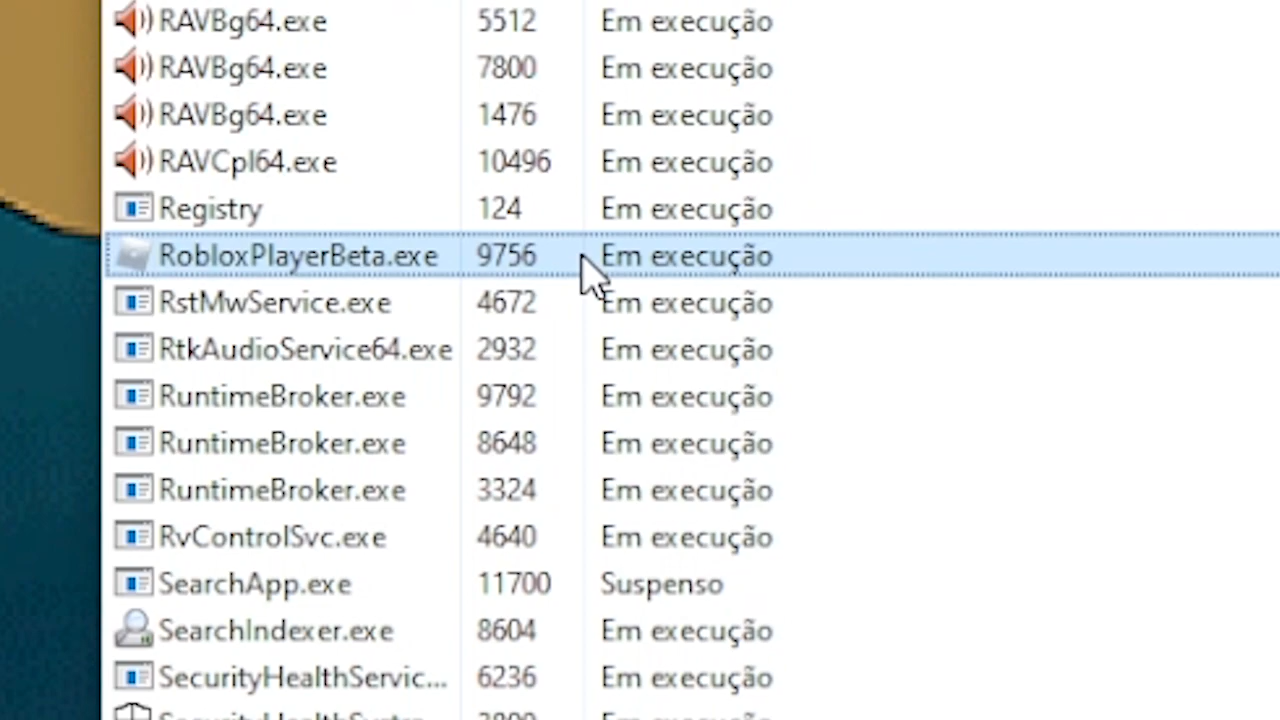 RAVBg64.exe 5512 Em execução
RAVBg64.exe 7800 Em execução
RAVBg64.exe 1476 Em execução
RAVCpl64.exe 10496 Em execução
Registry 124 Em execução
RobloxPlayerBeta.exe 9756 Em execução
RstMwService.exe 4672 Em execução
RtkAudioService64.exe 2932 Em execução
RuntimeBroker.exe 9792 Em execução
RuntimeBroker.exe 8648 Em execução
RuntimeBroker.exe 3324 Em execução
RvControlSvc.exe 4640 Em execução
SearchApp.exe 11700 Suspenso
SearchIndexer.exe 8604 Em execução
SecurityHealthServic... 6236 Em execução